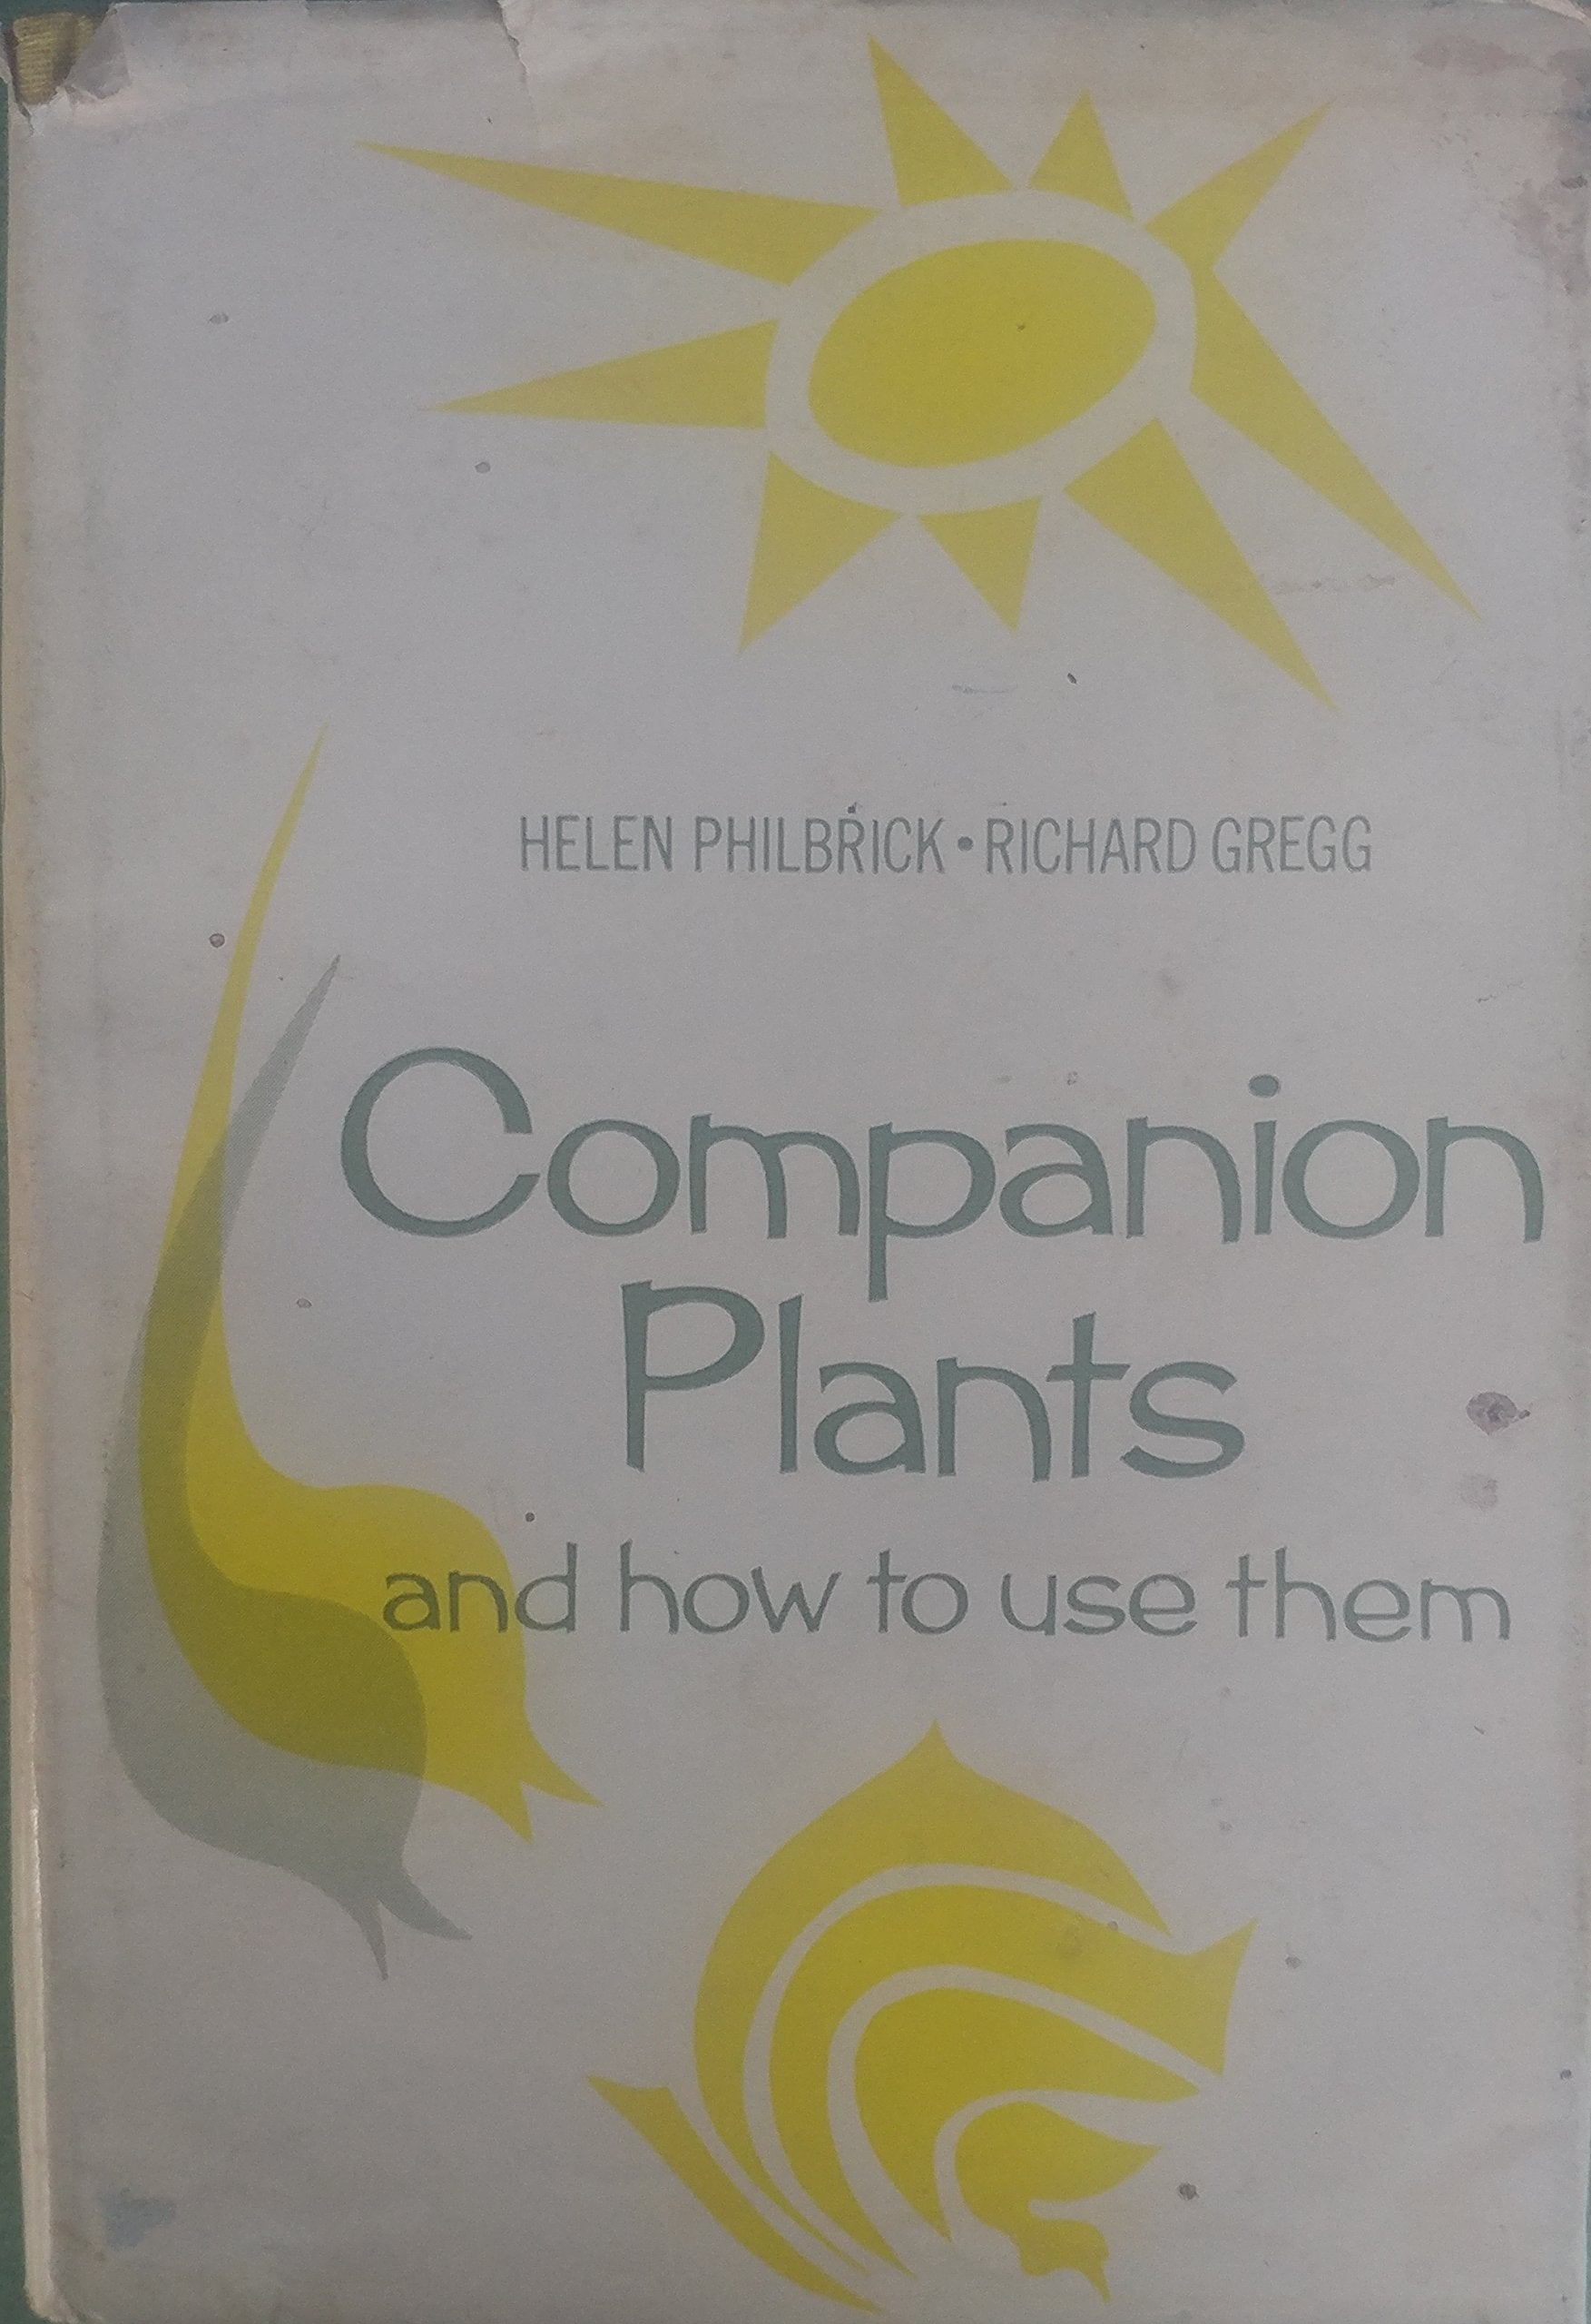 HELEN PHILBRICK • RICHARD GREGG
Companion
Plants
and how to use them